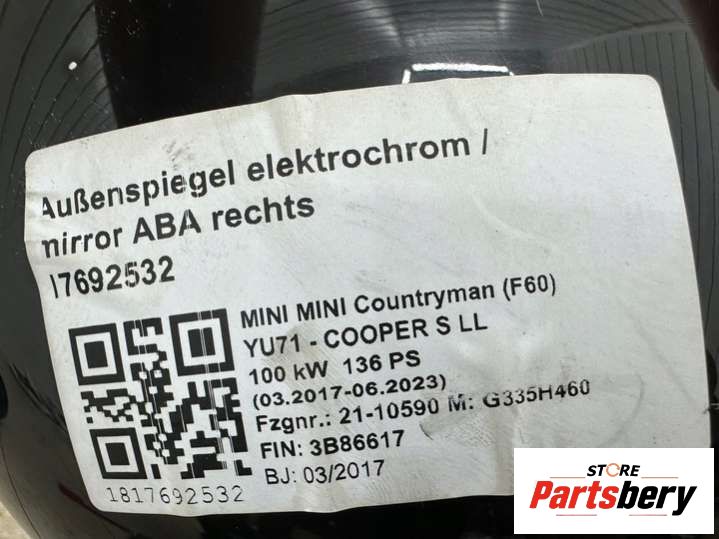 Außenspiegel elektrochrom /
mirror ABA rechts
17692532
MINI MINI Countryman (F60)
YU71 - COOPER S LL
100 kW 136 PS
(03.2017-06.2023)
Fzgnr.: 21-10590 M: G335H460
FIN: 3B86617
BJ: 03/2017
1817692532
STORE
Partsbery